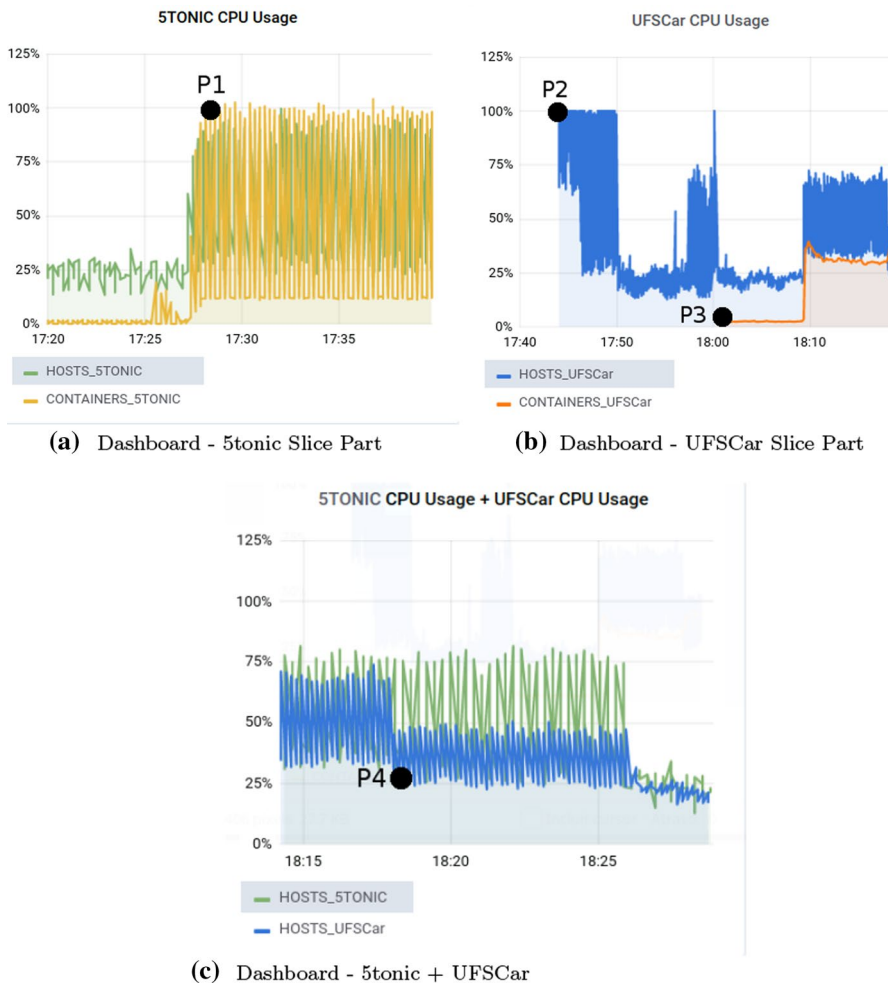 5TONIC CPU Usage
125%
100%
75%
50%
25%
0%
P1
17:20 17:25 17:30 17:35
HOSTS_5TONIC
CONTAINERS_5TONIC
(a) Dashboard - 5tonic Slice Part
UFSCar CPU Usage
125%
100%
75%
50%
25%
0%
P2
P3
17:40 17:50 18:00 18:10
HOSTS_UFSCar
CONTAINERS_UFSCar
(b) Dashboard - UFSCar Slice Part
5TONIC CPU Usage + UFSCar CPU Usage
125%
100%
75%
50%
25%
0%
P4
18:15 18:20 18:25
HOSTS_5TONIC
HOSTS_UFSCar
(c) Dashboard - 5tonic + UFSCar